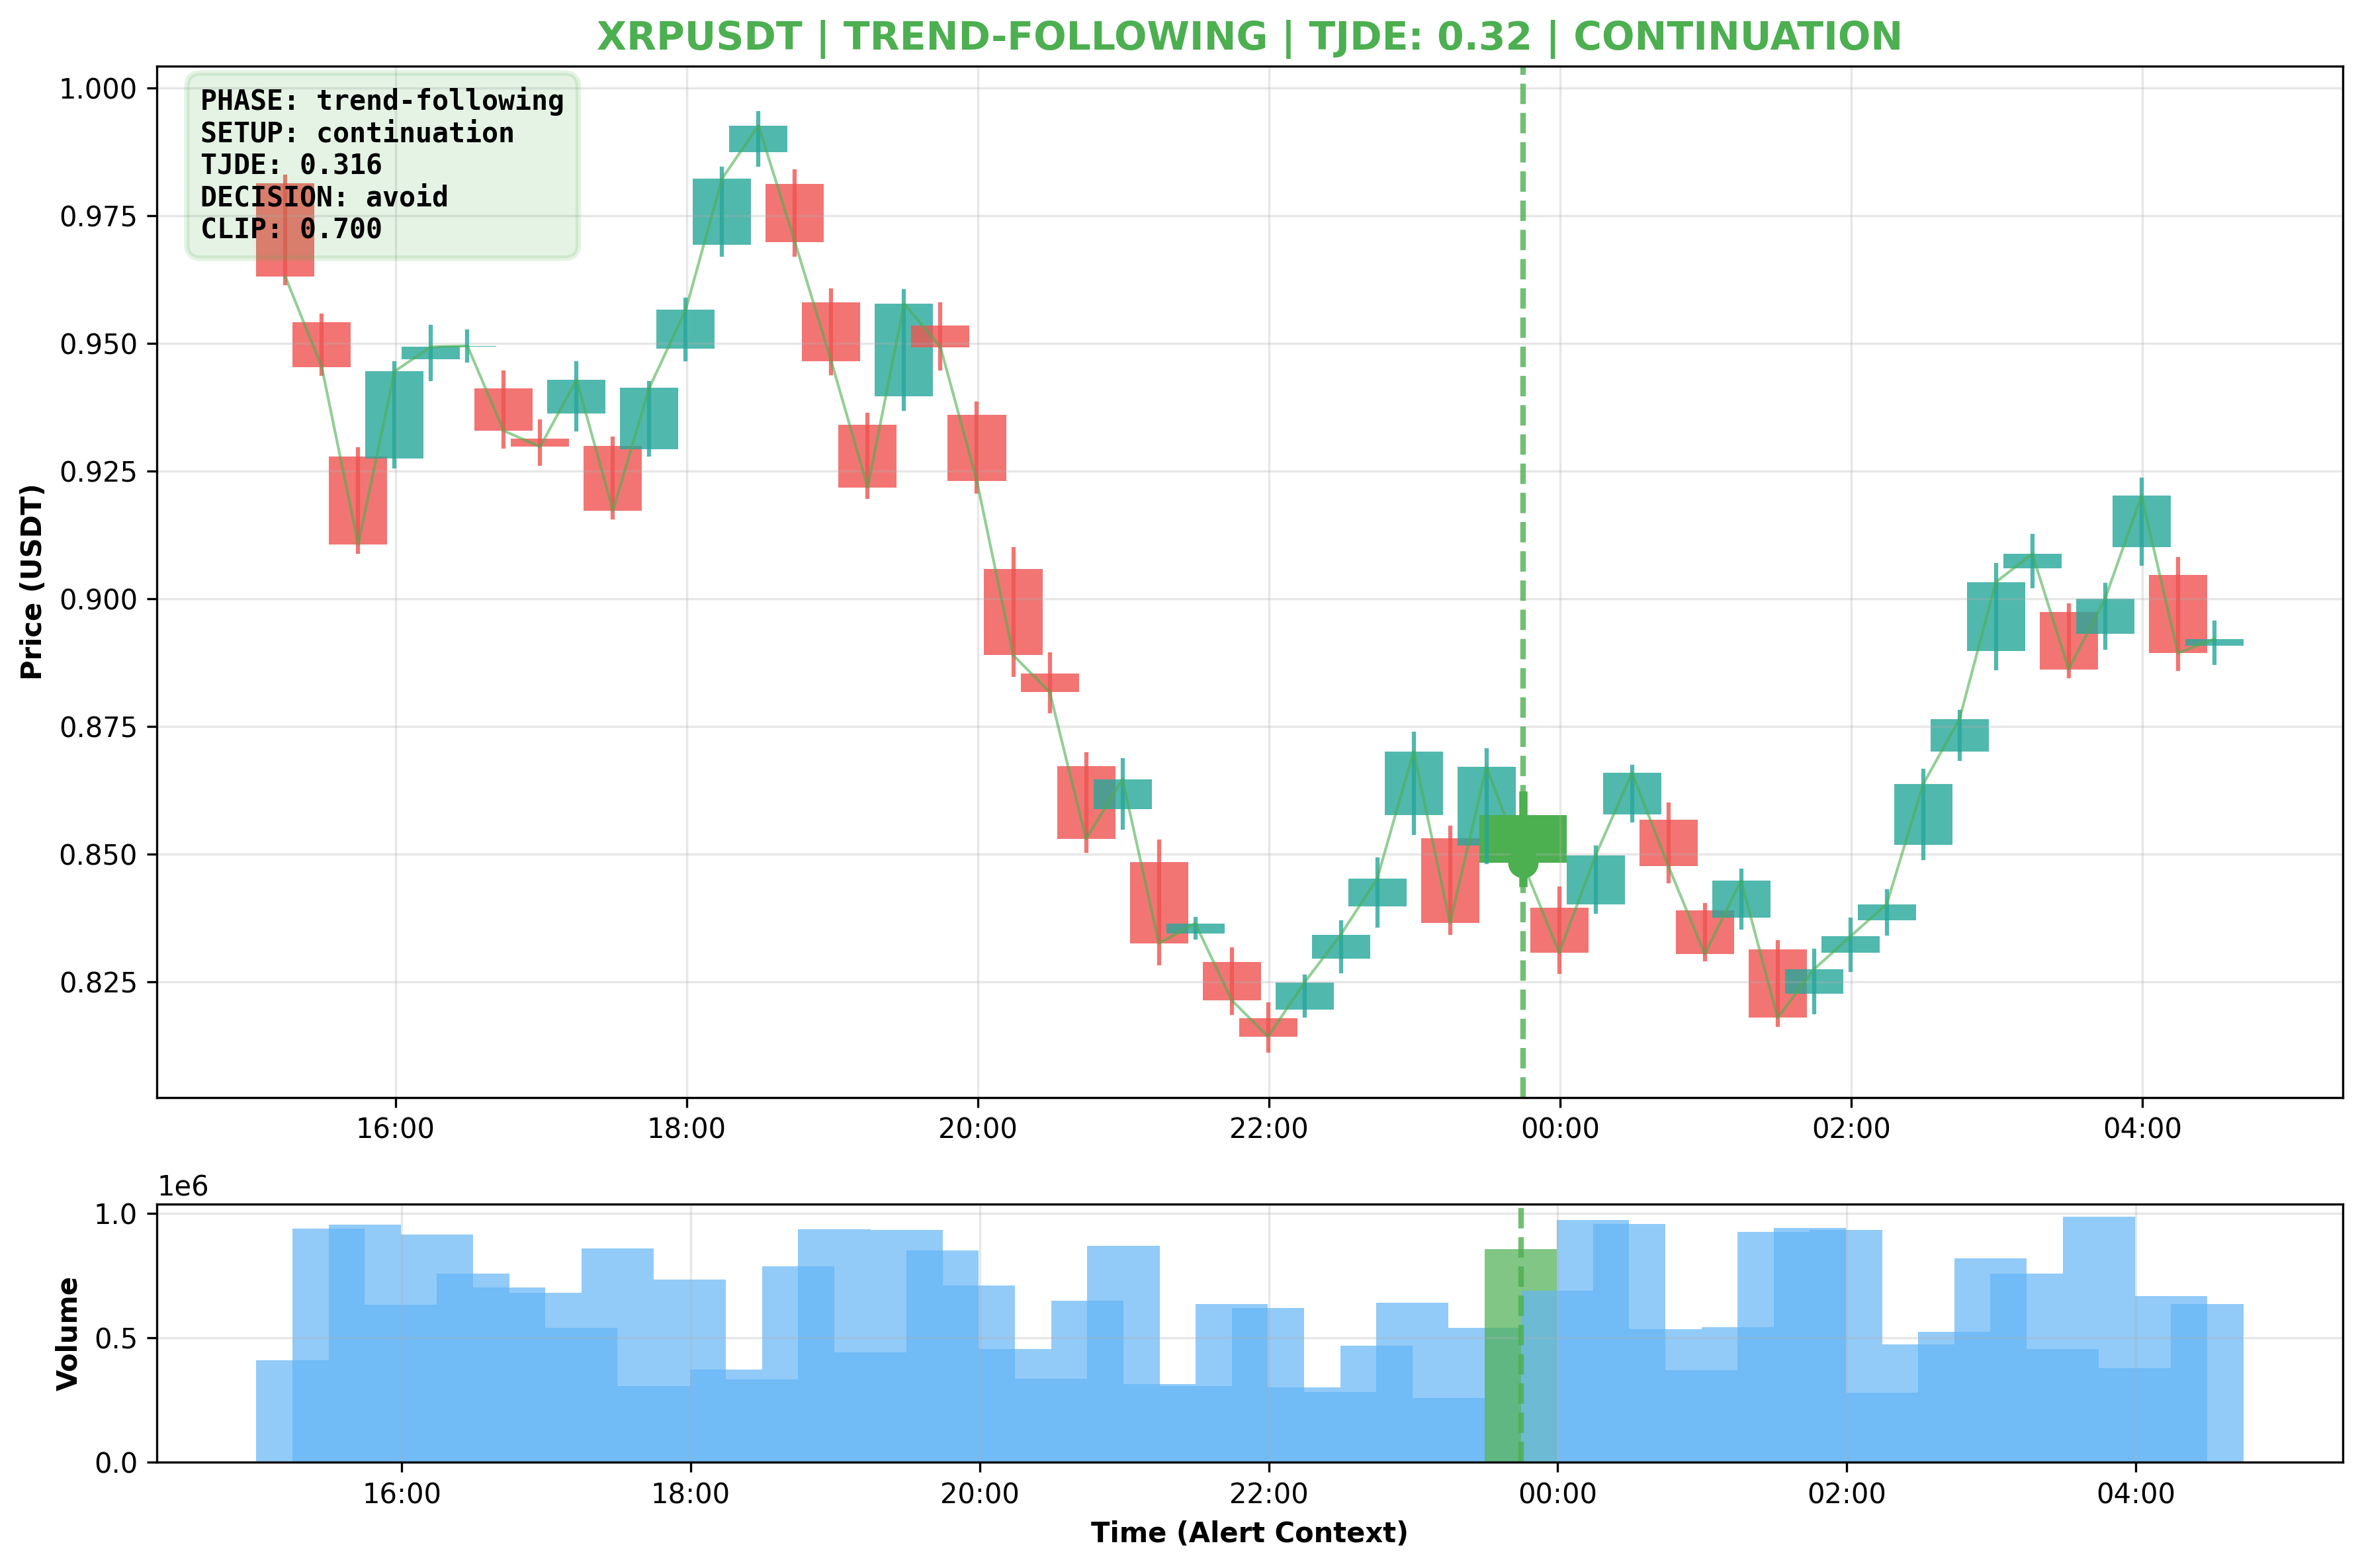 XRPUSDT | TREND-FOLLOWING | TJDE: 0.32 | CONTINUATION
PHASE: trend-following
SETUP: continuation
TJDE: 0.316
DECISION: avoid
CLIP: 0.700
Price (USDT)
1.000
0.975
0.950
0.925
0.900
0.875
0.850
0.825
16:00 18:00 20:00 22:00 00:00 02:00 04:00
1e6
Volume
1.0
0.5
0.0
16:00 18:00 20:00 22:00 00:00 02:00 04:00
Time (Alert Context)